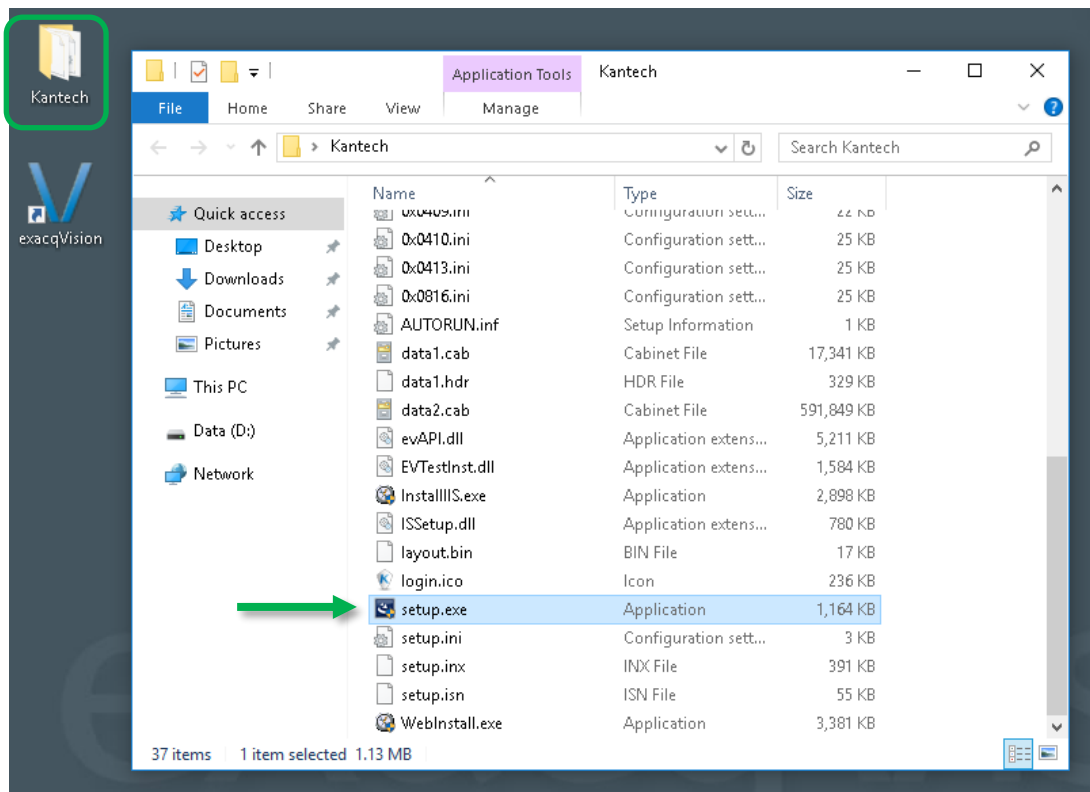 Kantech
exacqVision
Application Tools Kantech
File Home Share View Manage
Kantech Search Kantech
Quick access
Desktop
Downloads
Documents
Pictures
This PC
Data (D:)
Network
Name Type Size
0x0409.ini Configuration sett... 22 KB
0x0410.ini Configuration sett... 25 KB
0x0413.ini Configuration sett... 25 KB
0x0816.ini Configuration sett... 25 KB
AUTORUN.inf Setup Information 1 KB
data1.cab Cabinet File 17,341 KB
data1.hdr HDR File 329 KB
data2.cab Cabinet File 591,849 KB
evAPI.dll Application extens... 5,211 KB
EVTestInst.dll Application extens... 1,584 KB
InstallIIS.exe Application 2,898 KB
ISSetup.dll Application extens... 780 KB
layout.bin BIN File 17 KB
login.ico Icon 236 KB
setup.exe Application 1,164 KB
setup.ini Configuration sett... 3 KB
setup.inx INX File 391 KB
setup.isn ISN File 55 KB
WebInstall.exe Application 3,381 KB
37 items 1 item selected 1.13 MB